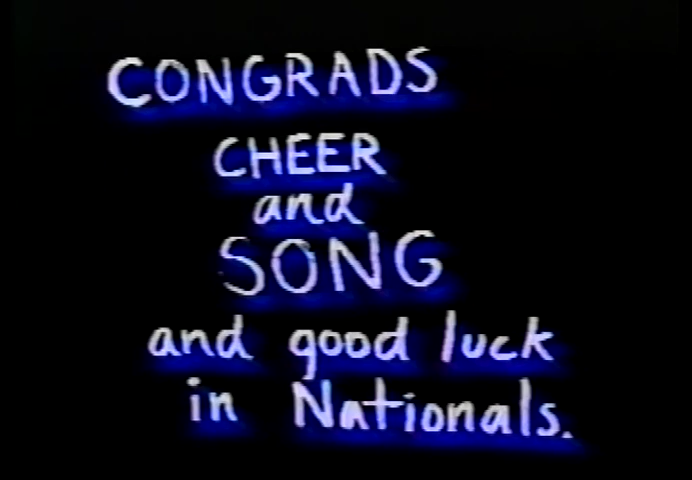 CONGRADS
CHEER
and
SONG
and good luck
in Nationals.